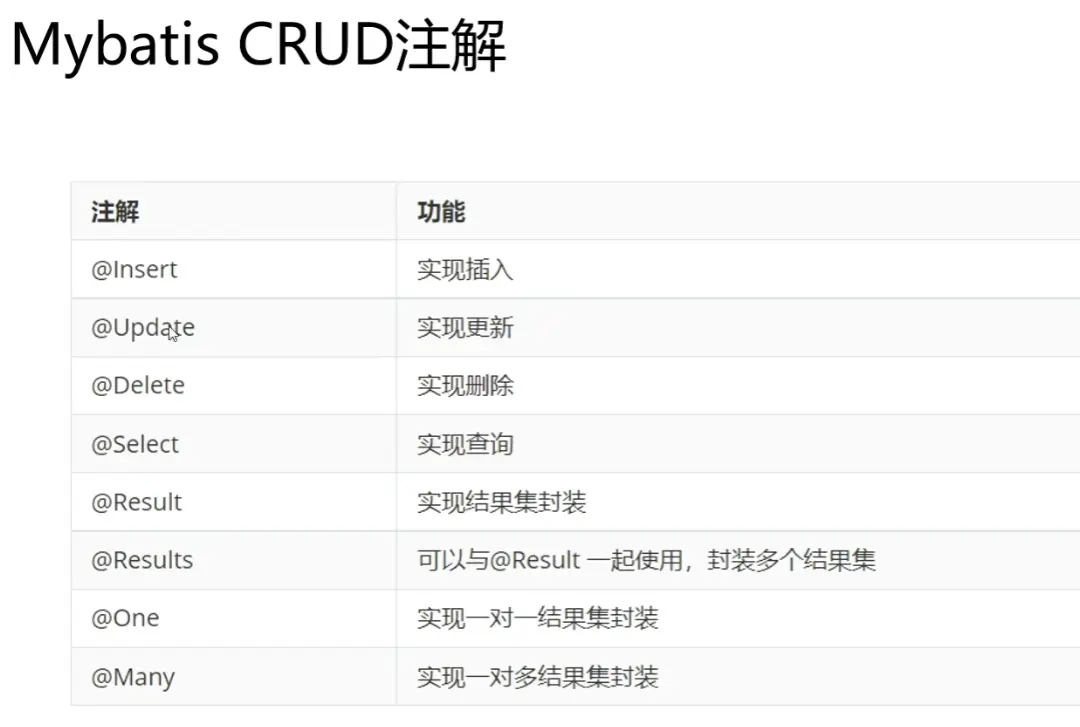 Mybatis CRUD注解
注解 功能
@Insert 实现插入
@Update 实现更新
@Delete 实现删除
@Select 实现查询
@Result 实现结果集封装
@Results 可以与@Result 一起使用，封装多个结果集
@One 实现一对一结果集封装
@Many 实现一对多结果集封装